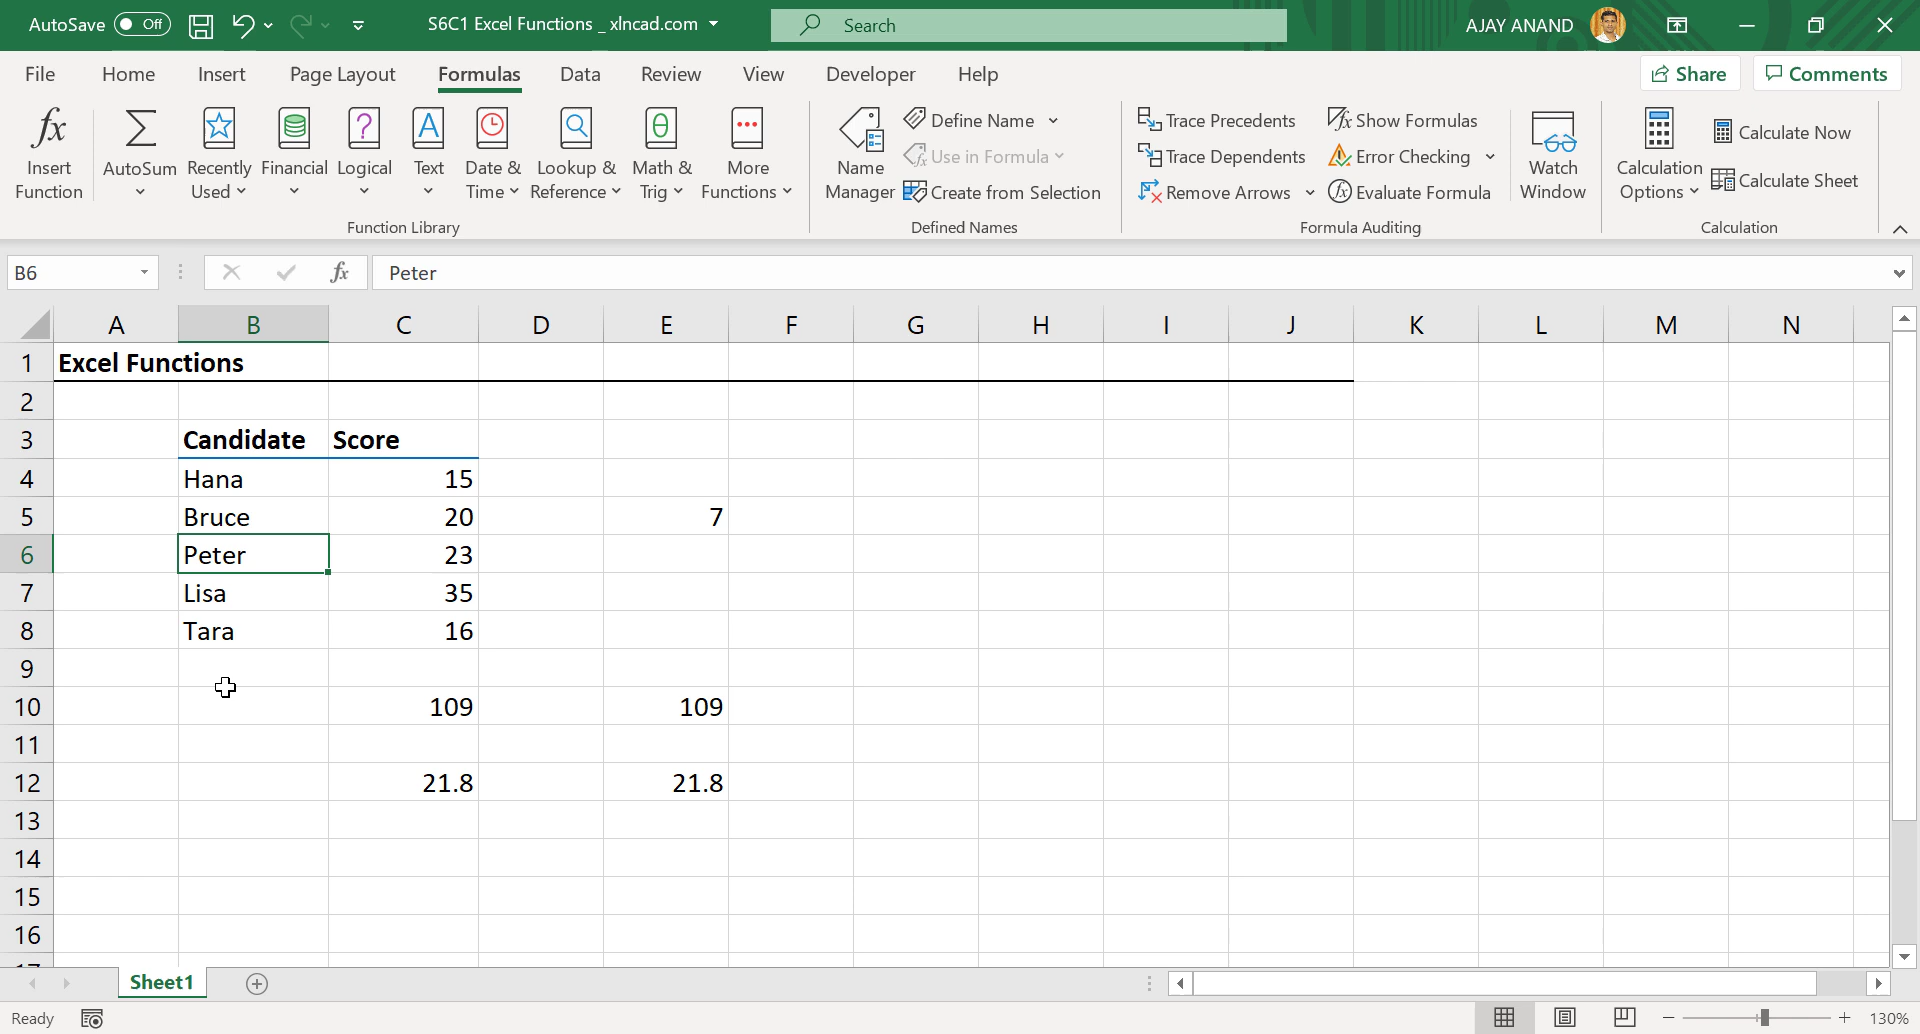 AutoSave Off S6C1 Excel Functions _ xlncad.com Search AJAY ANAND
File Home Insert Page Layout Formulas Data Review View Developer Help Share Comments
fx Insert Function
AutoSum
Recently Used
Financial
Logical
Text
Date & Time
Lookup & Reference
Math & Trig
More Functions
Function Library
Name Manager
Define Name
Use in Formula
Create from Selection
Defined Names
Trace Precedents
Trace Dependents
Remove Arrows
Show Formulas
Error Checking
Evaluate Formula
Formula Auditing
Watch Window
Calculation Options
Calculate Now
Calculate Sheet
Calculation
B6 fx Peter
A B C D E F G H I J K L M N
1 Excel Functions
2
3 Candidate Score
4 Hana 15
5 Bruce 20 7
6 Peter 23
7 Lisa 35
8 Tara 16
9
10 109 109
11
12 21.8 21.8
13
14
15
16
Sheet1
Ready 130%